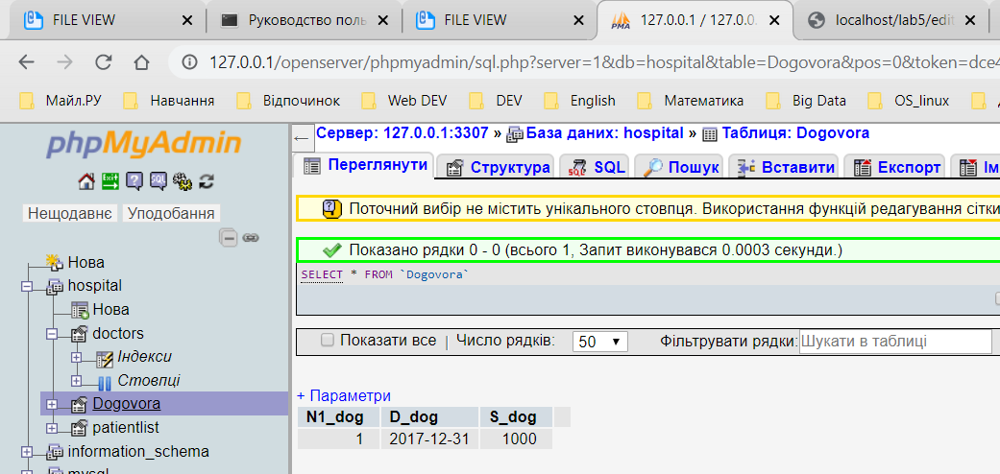 FILE VIEW
Руководство поль
FILE VIEW
127.0.0.1 / 127.0.0.
localhost/lab5/edit
127.0.0.1/openserver/phpmyadmin/sql.php?server=1&db=hospital&table=Dogovora&pos=0&token=dce4
Майл.РУ Навчання Відпочинок Web DEV DEV English Математика Big Data OS_linux
phpMyAdmin
Нещодавнє Уподобання
Нова
hospital
Нова
doctors
Індекси
Стовпці
Dogovora
patientlist
information_schema
mysql
Сервер: 127.0.0.1:3307 » База даних: hospital » Таблиця: Dogovora
Переглянути Структура SQL Пошук Вставити Експорт Ім
Поточний вибір не містить унікального стовпця. Використання функцій редагування сітки
Показано рядки 0 - 0 (всього 1, Запит виконувався 0.0003 секунди.)
SELECT * FROM `Dogovora`
Показати все | Число рядків: 50 Фільтрувати рядки: Шукати в таблиці
+ Параметри
N1_dog D_dog S_dog
1 2017-12-31 1000